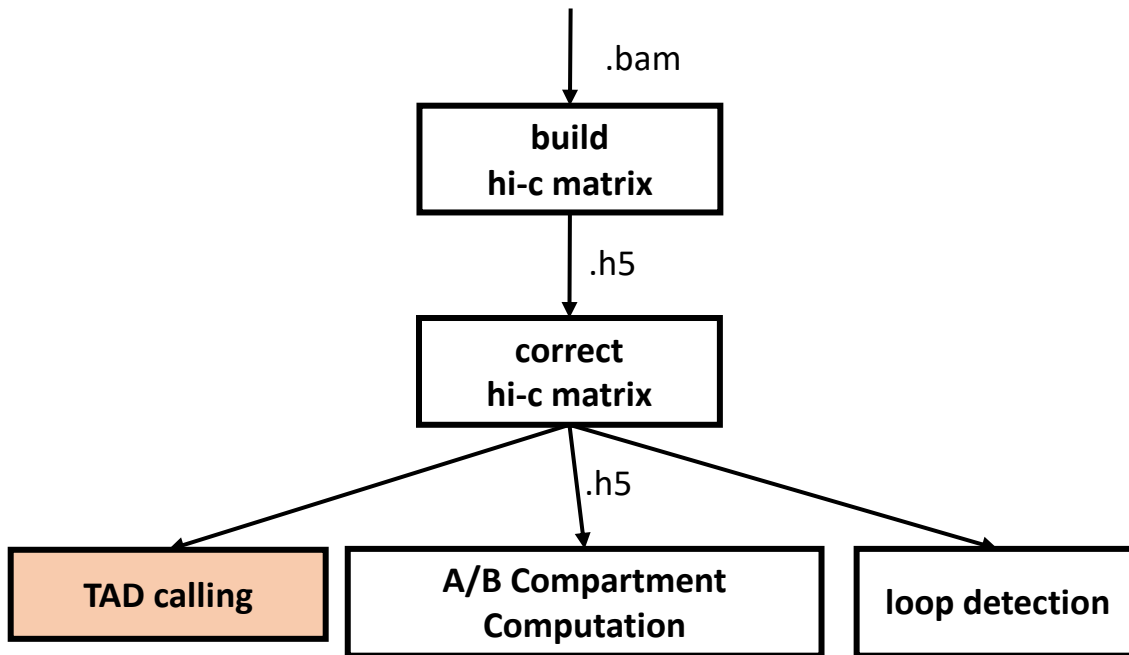 .bam
build
hi-c matrix
.h5
correct
hi-c matrix
.h5
TAD calling
A/B Compartment
Computation
loop detection